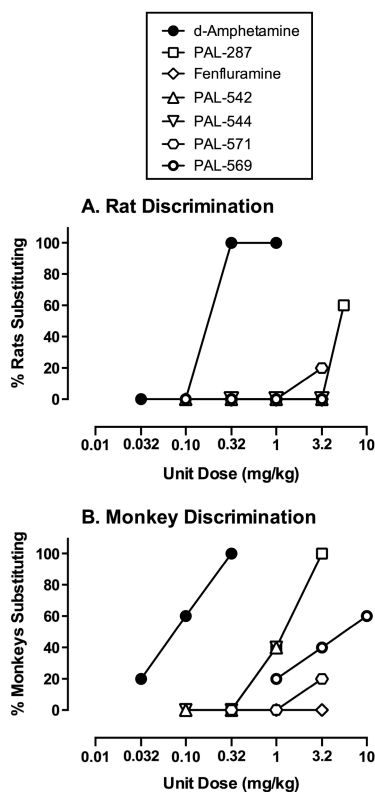 d-Amphetamine
PAL-287
Fenfluramine
PAL-542
PAL-544
PAL-571
PAL-569
A. Rat Discrimination
% Rats Substituting
100
80
60
40
20
0
0.01 0.032 0.10 0.32 1 3.2 10
Unit Dose (mg/kg)
B. Monkey Discrimination
% Monkeys Substituting
100
80
60
40
20
0
0.01 0.032 0.10 0.32 1 3.2 10
Unit Dose (mg/kg)